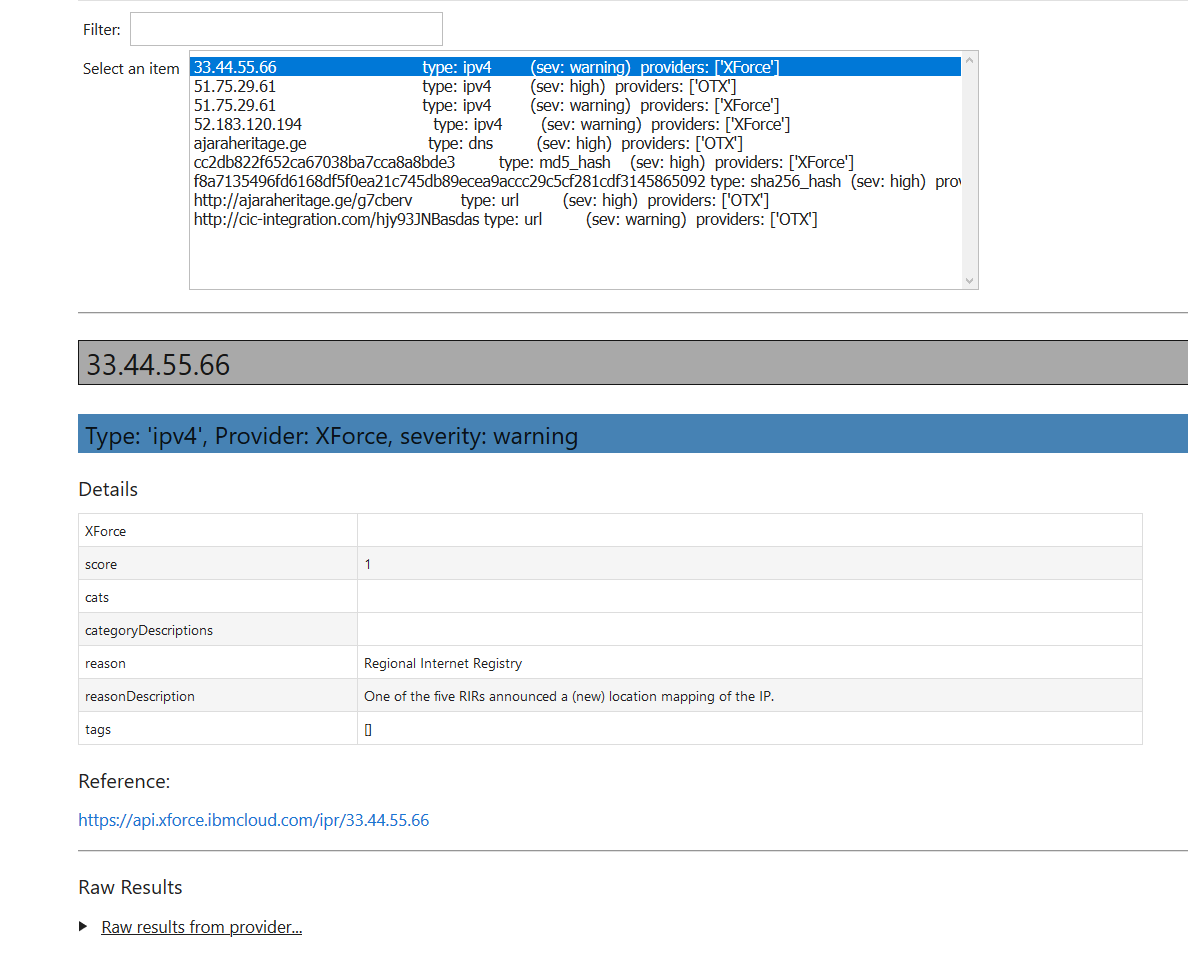 Filter:
Select an item
33.44.55.66 type: ipv4 (sev: warning) providers: ['XForce']
51.75.29.61 type: ipv4 (sev: high) providers: ['OTX']
51.75.29.61 type: ipv4 (sev: warning) providers: ['XForce']
52.183.120.194 type: ipv4 (sev: warning) providers: ['XForce']
ajaraheritage.ge type: dns (sev: high) providers: ['OTX']
cc2db822f652ca67038ba7cca8a8bde3 type: md5_hash (sev: high) providers: ['XForce']
f8a7135496fd6168df5f0ea21c745db89ecea9accc29c5cf281cdf3145865092 type: sha256_hash (sev: high) prov
http://ajaraheritage.ge/g7cberv type: url (sev: high) providers: ['OTX']
http://cic-integration.com/hjy93JNBasdas type: url (sev: warning) providers: ['OTX']
33.44.55.66
Type: 'ipv4', Provider: XForce, severity: warning
Details
XForce
score 1
cats
categoryDescriptions
reason Regional Internet Registry
reasonDescription One of the five RIRs announced a (new) location mapping of the IP.
tags []
Reference:
https://api.xforce.ibmcloud.com/ipr/33.44.55.66
Raw Results
Raw results from provider...